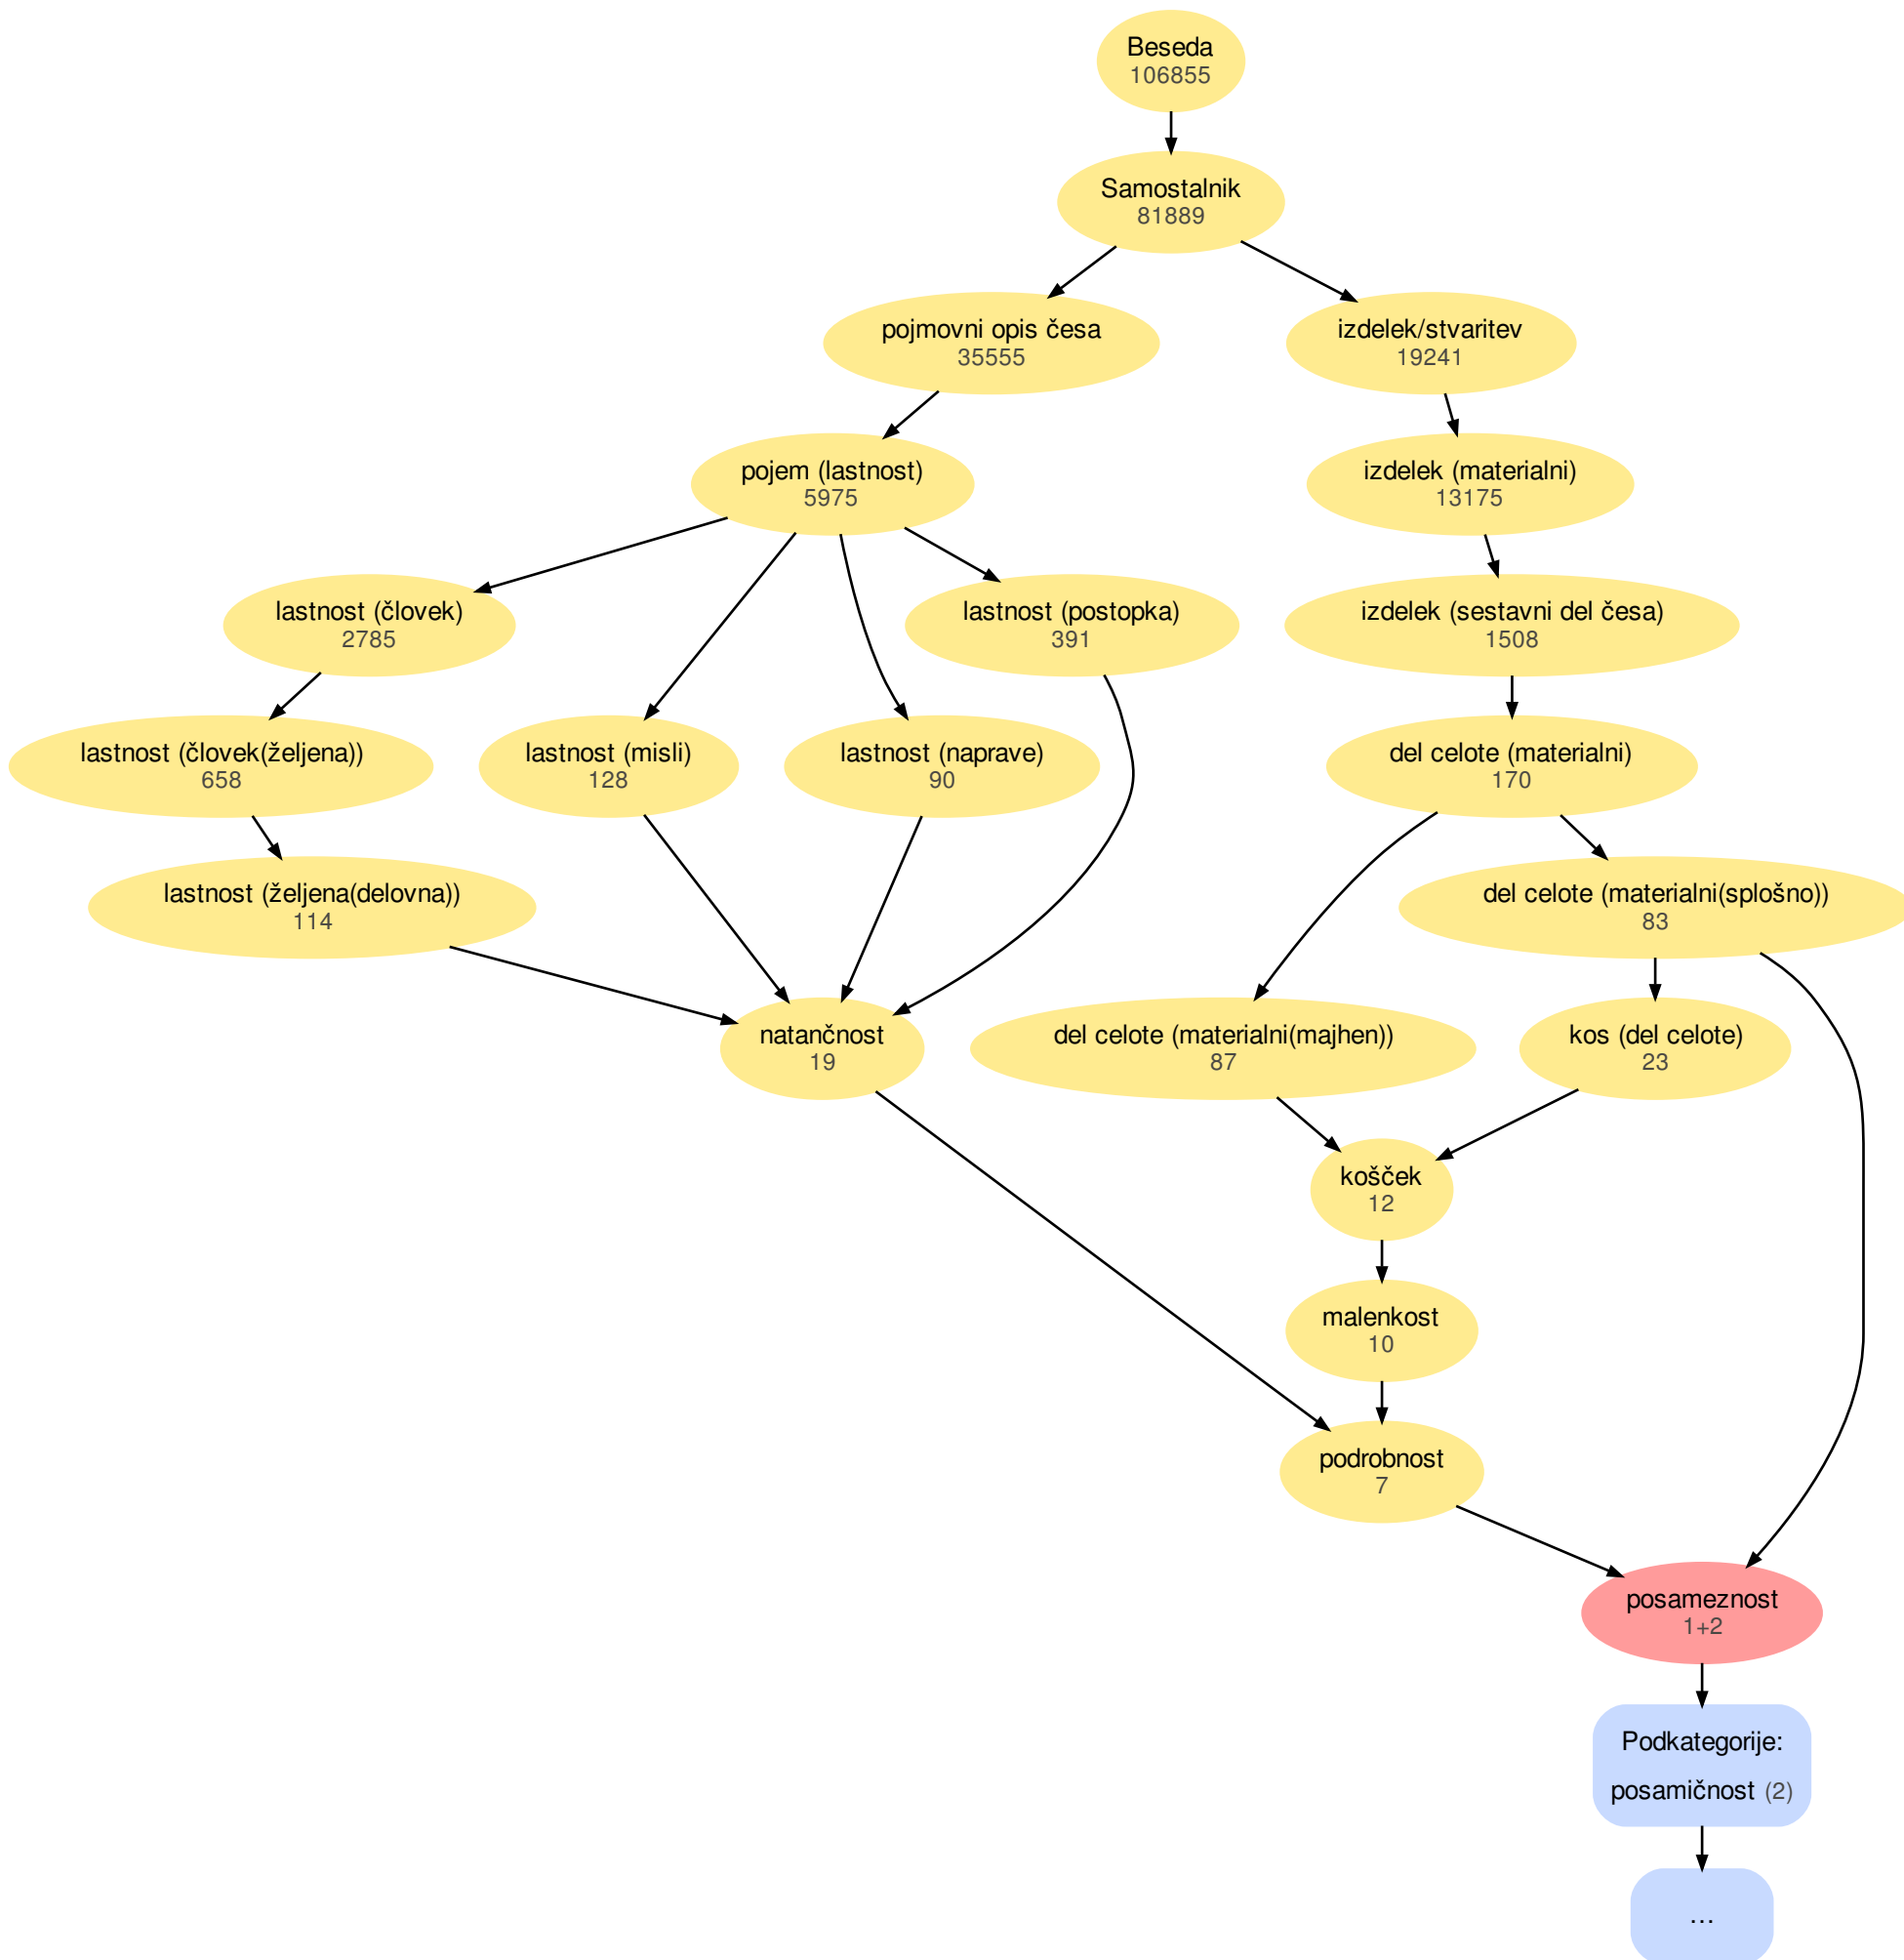 Beseda
106855
Samostalnik
81889
pojmovni opis česa
35555
izdelek/stvaritev
19241
pojem (lastnost)
5975
izdelek (materialni)
13175
lastnost (človek)
2785
lastnost (postopka)
391
izdelek (sestavni del česa)
1508
lastnost (človek(željena))
658
lastnost (misli)
128
lastnost (naprave)
90
del celote (materialni)
170
lastnost (željena(delovna))
114
del celote (materialni(splošno))
83
natančnost
19
del celote (materialni(majhen))
87
kos (del celote)
23
košček
12
malenkost
10
podrobnost
7
posameznost
1+2
Podkategorije:
posamičnost (2)
...